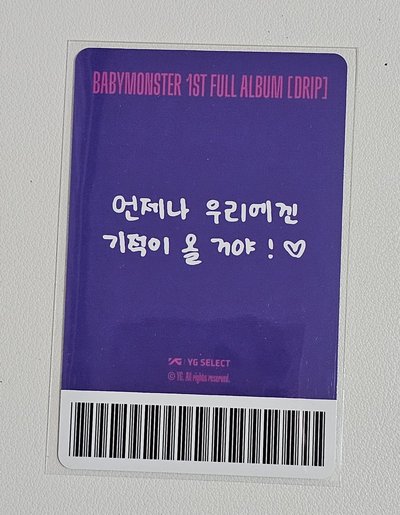 BABYMONSTER 1ST FULL ALBUM [DRIP]
언제나 우리에겐
기적이 올 거야 ! ♡
YG | YG SELECT
© YG. All rights reserved.